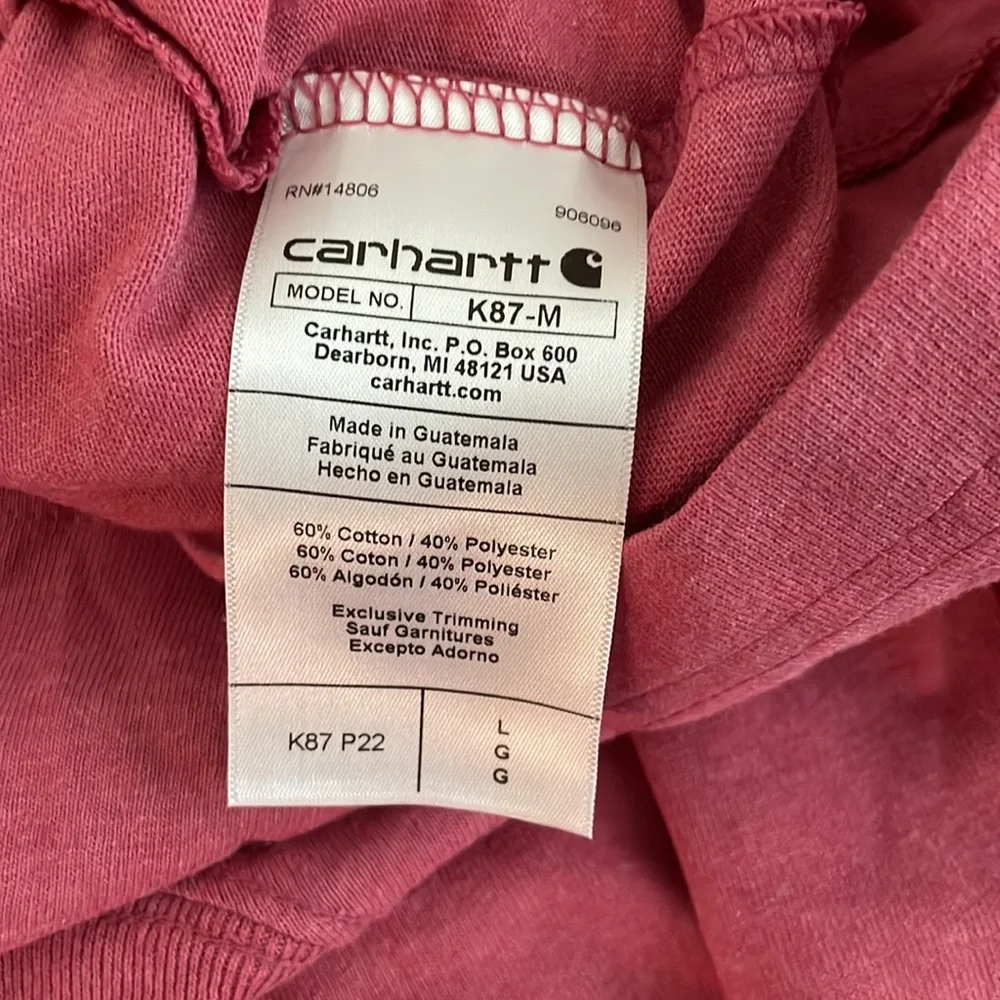 RN#14806
906096
carhartt
MODEL NO. K87-M
Carhartt, Inc. P.O. Box 600
Dearborn, MI 48121 USA
carhartt.com
Made in Guatemala
Fabriqué au Guatemala
Hecho en Guatemala
60% Cotton / 40% Polyester
60% Coton / 40% Polyester
60% Algodón / 40% Poliéster
Exclusive Trimming
Sauf Garnitures
Excepto Adorno
K87 P22
L
G
G